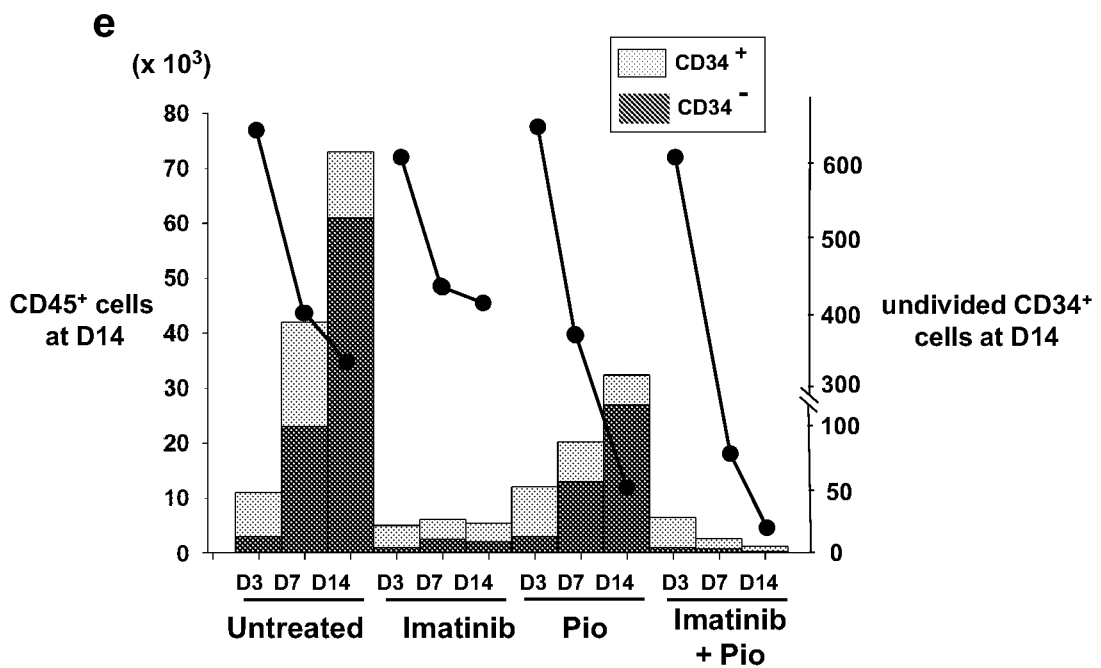 e
(x 10³)
CD34 +
CD34 -
80
70
60
50
40
30
20
10
0
CD45⁺ cells
at D14
600
500
400
300
100
50
0
undivided CD34⁺
cells at D14
D3 D7 D14 D3 D7 D14 D3 D7 D14 D3 D7 D14
Untreated Imatinib Pio Imatinib
+ Pio